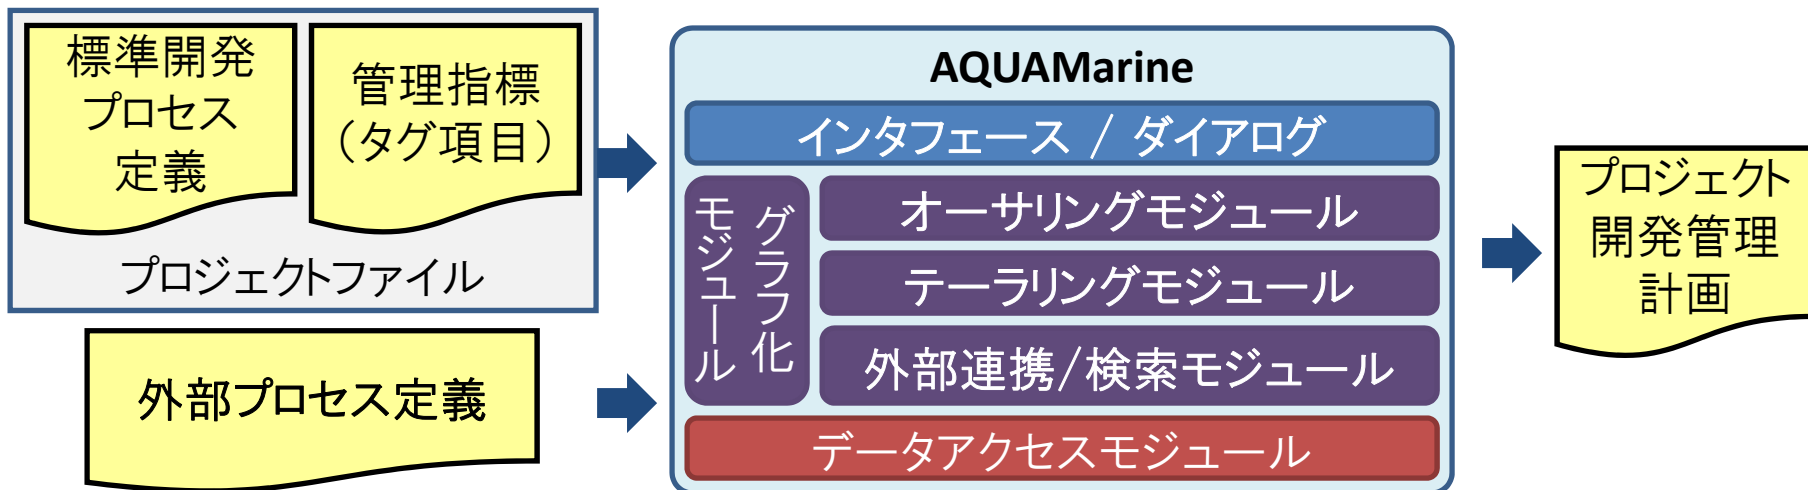 標準開発
プロセス
定義
管理指標
（タグ項目）
プロジェクトファイル
外部プロセス定義
AQUAMarine
インタフェース / ダイアログ
グラフ化
モジュール
オーサリングモジュール
テーラリングモジュール
外部連携/検索モジュール
データアクセスモジュール
プロジェクト
開発管理
計画